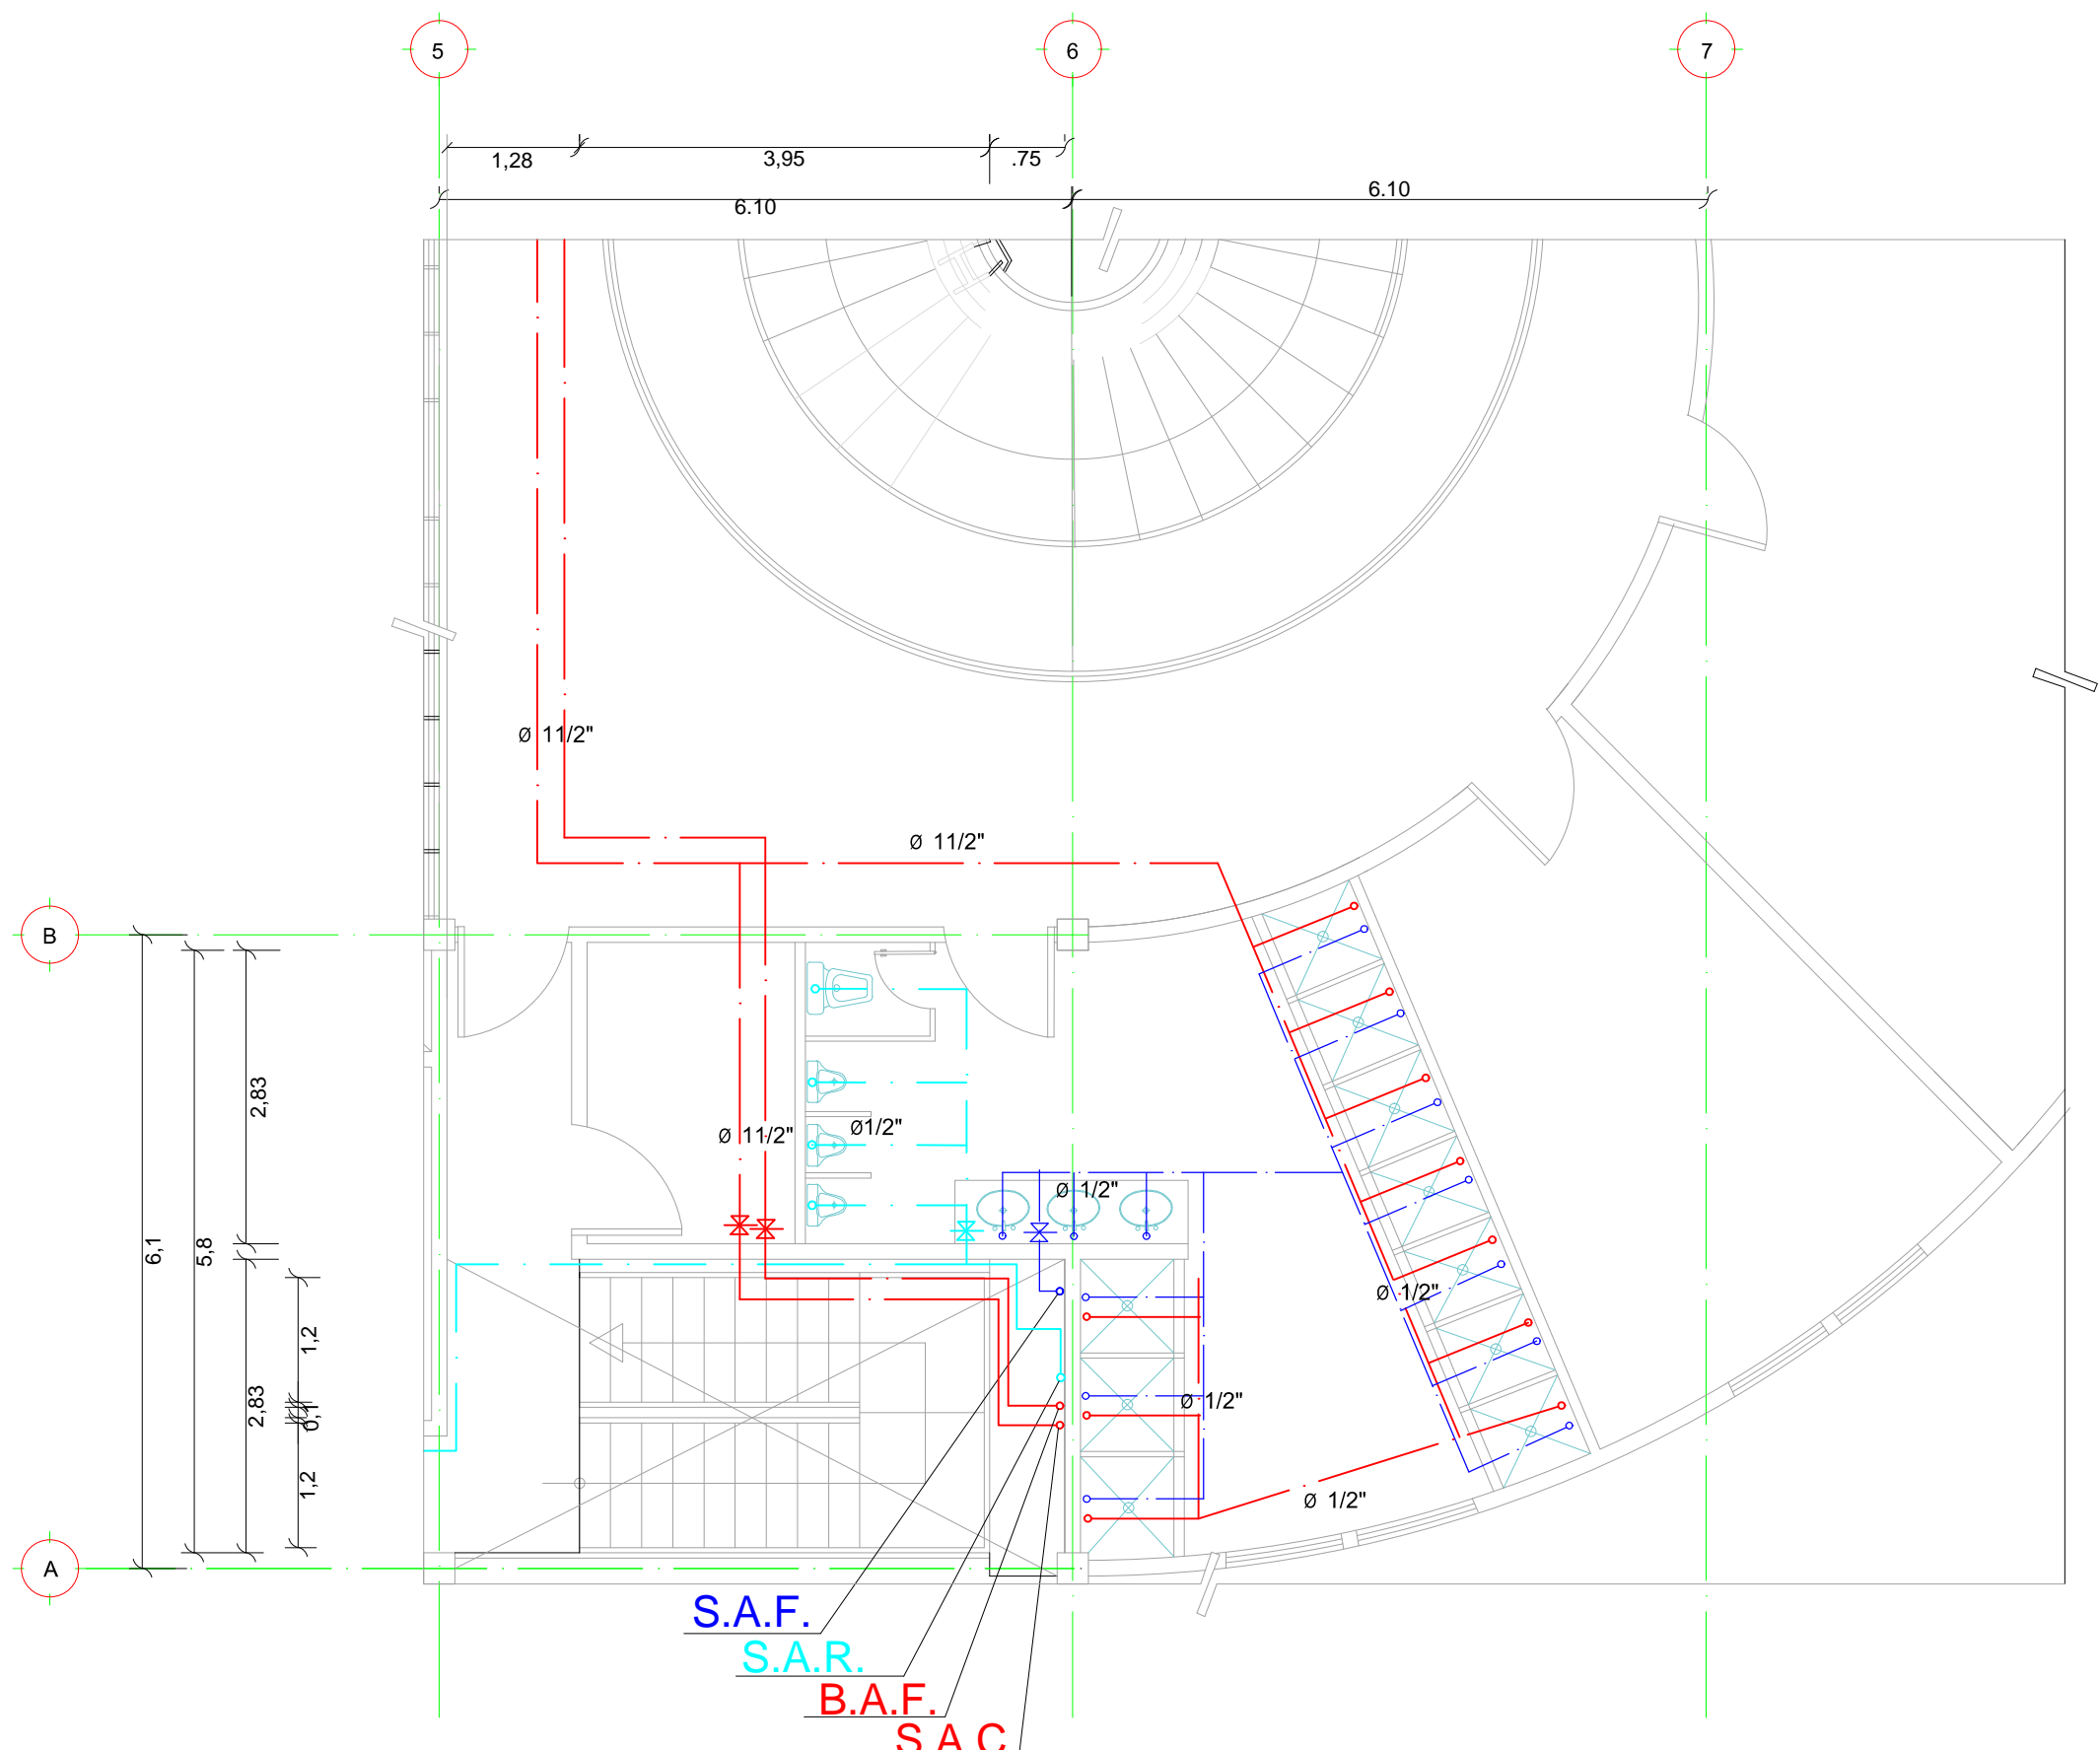 5
6
7
1,28
3,95
.75
6.10
6.10
Ø 11/2"
Ø 11/2"
B
2,83
Ø 11/2"
Ø1/2"
Ø 1/2"
6,1
5,8
Ø 1/2"
1,2
2,83
0,1
Ø 1/2"
1,2
Ø 1/2"
A
S.A.F.
S.A.R.
B.A.F.
S.A.C